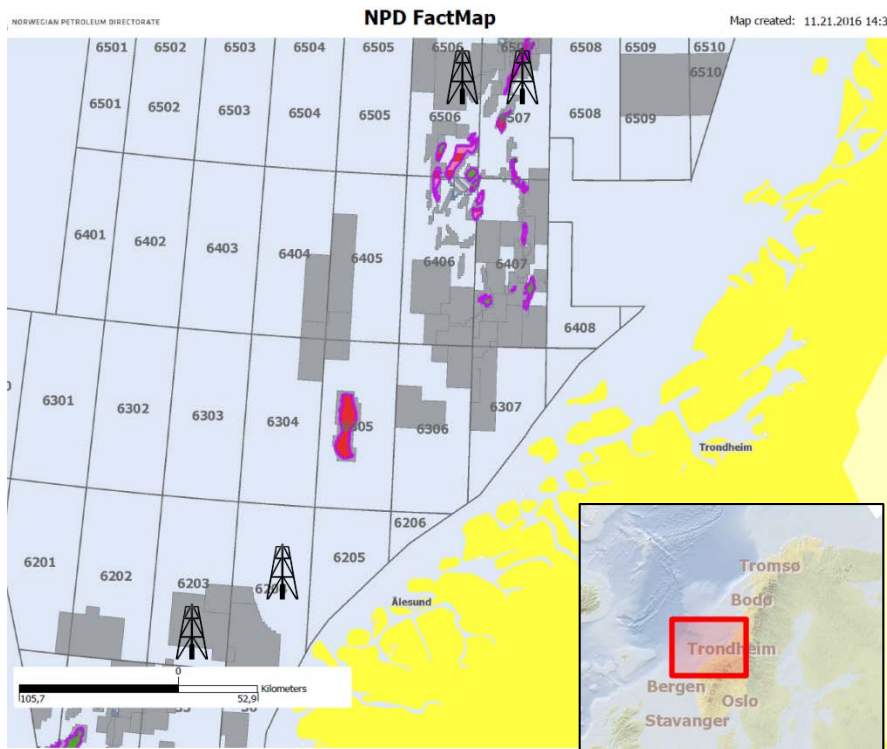 NORWEGIAN PETROLEUM DIRECTORATE
NPD FactMap
Map created: 11.21.2016 14:3
6501 6502 6503 6504 6505 6506 6508 6509 6510
6510
6501 6502 6503 6504 6505 6506 6507 6508 6509
6401 6402 6403 6404 6405 6406 6407
6408
6301 6302 6303 6304 6305 6306 6307
Trondheim
6206
6201 6202 6203 6205
Ålesund
0
Kilometers
105,7 52,9
Tromsø
Bodø
Trondheim
Bergen
Oslo
Stavanger